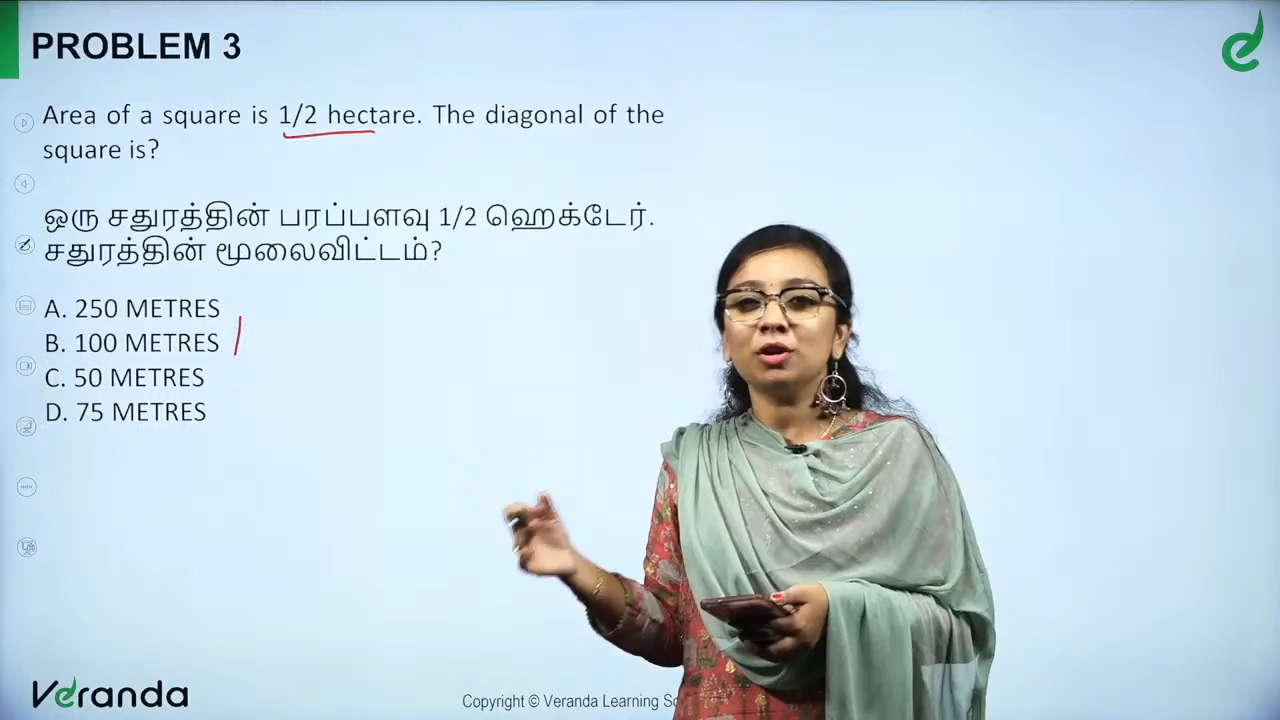 PROBLEM 3
Area of a square is 1/2 hectare. The diagonal of the
square is?
ஒரு சதுரத்தின் பரப்பளவு 1/2 ஹெக்டேர்.
சதுரத்தின் மூலைவிட்டம்?
A. 250 METRES
B. 100 METRES
C. 50 METRES
D. 75 METRES
Veranda
Copyright © Veranda Learning